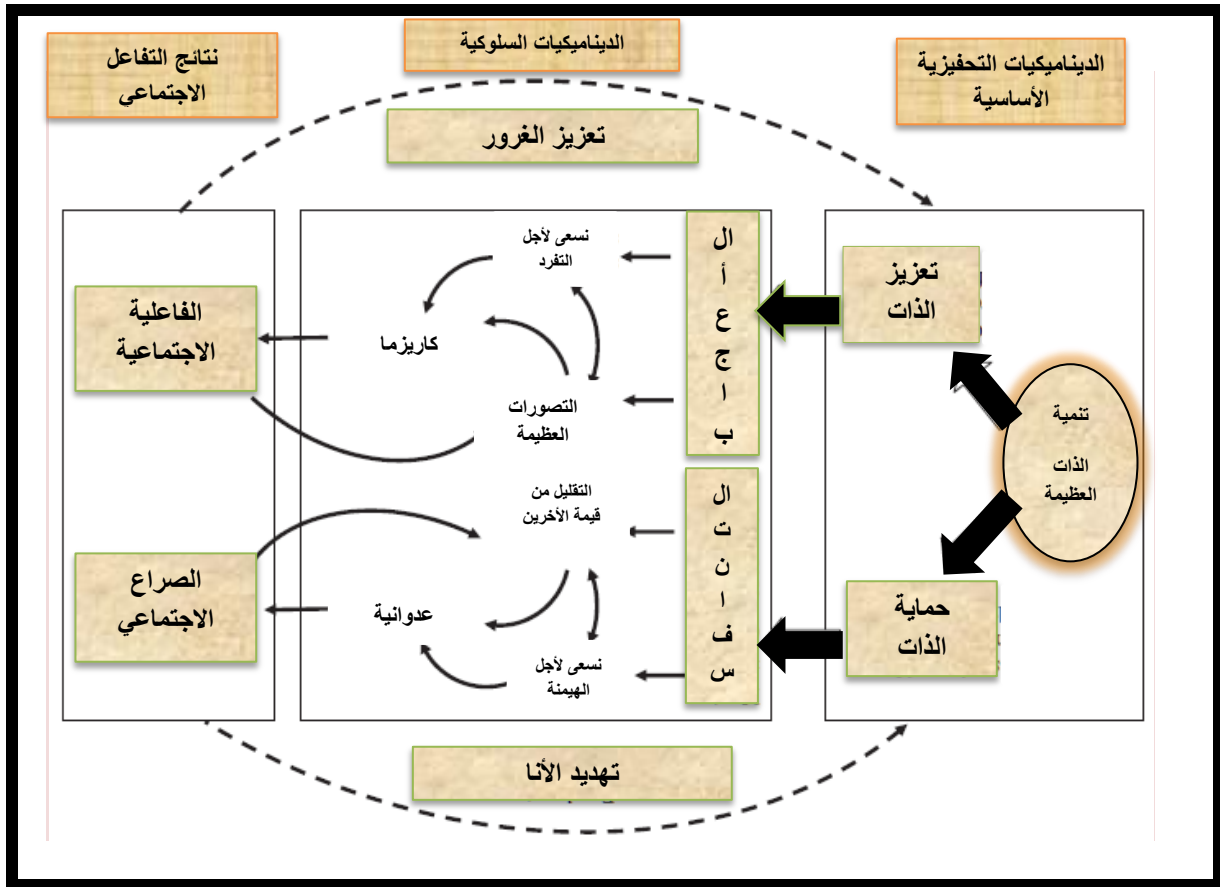 الديناميكيات التحفيزية
الأساسية
الديناميكيات السلوكية
نتائج التفاعل
الاجتماعي
تعزيز الغرور
تعزيز
الذات
تنمية
الذات
العظيمة
حماية
الذات
ال
أ
ع
ج
ا
ب
ال
ت
ن
ا
ف
س
نسعى لأجل
التفرد
كاريزما
التصورات
العظيمة
التقليل من
قيمة الأخرين
عدوانية
نسعى لأجل
الهيمنة
الفاعلية
الاجتماعية
الصراع
الاجتماعي
تهديد الأنا